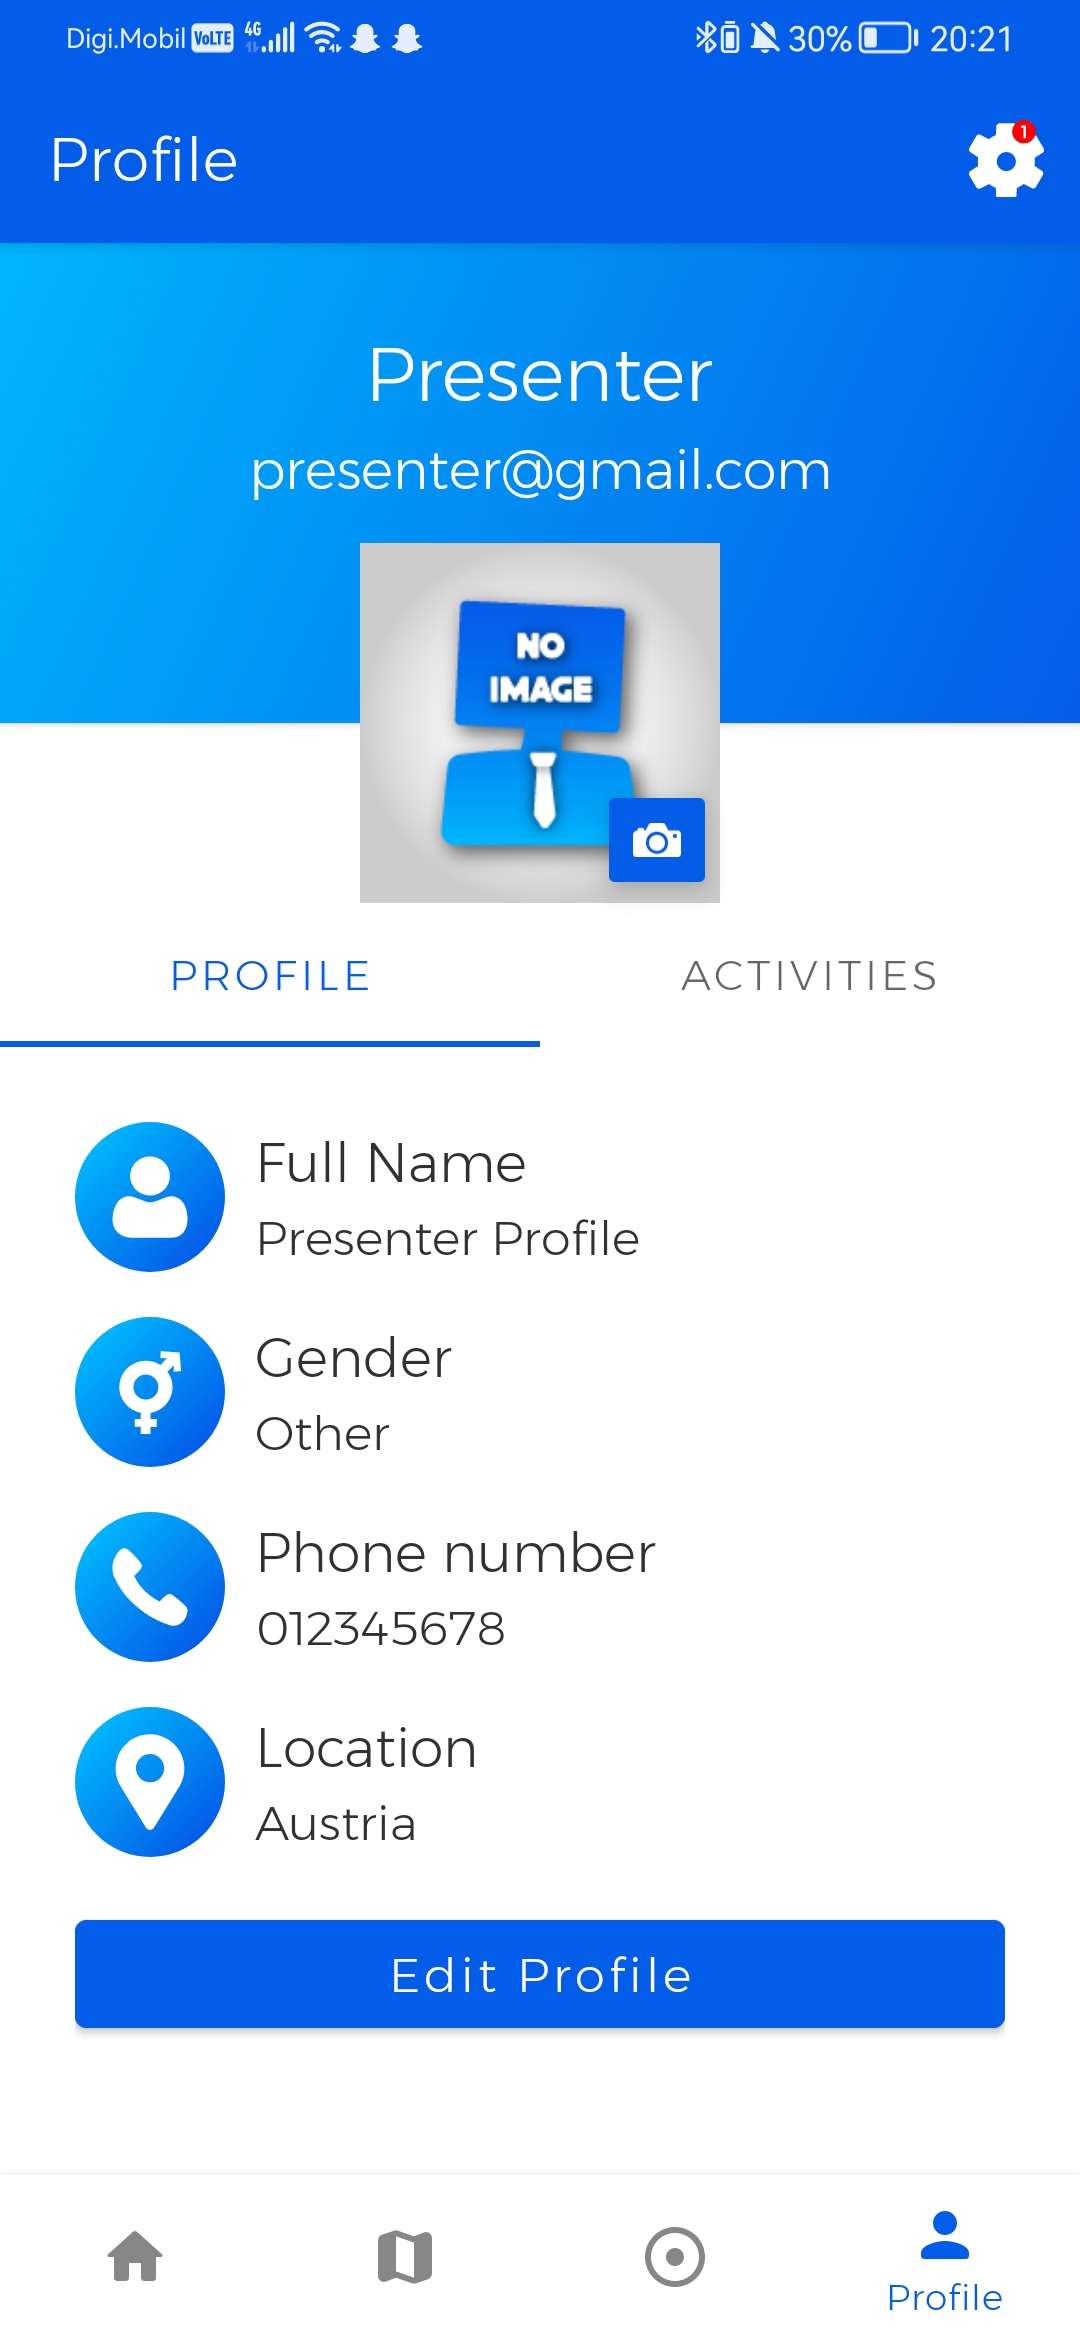 Digi.Mobil VoLTE 4G 30% 20:21
Profile 1
Presenter
presenter@gmail.com
NO
IMAGE
PROFILE ACTIVITIES
Full Name
Presenter Profile
Gender
Other
Phone number
012345678
Location
Austria
Edit Profile
Profile